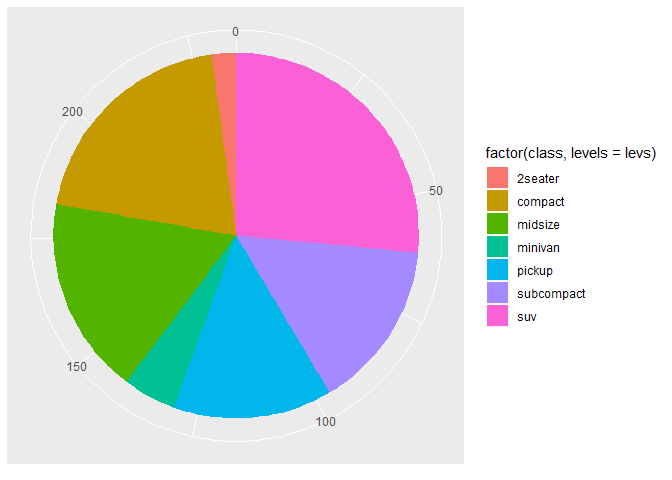 0
50
100
150
200
factor(class, levels = levs)
2seater
compact
midsize
minivan
pickup
subcompact
suv